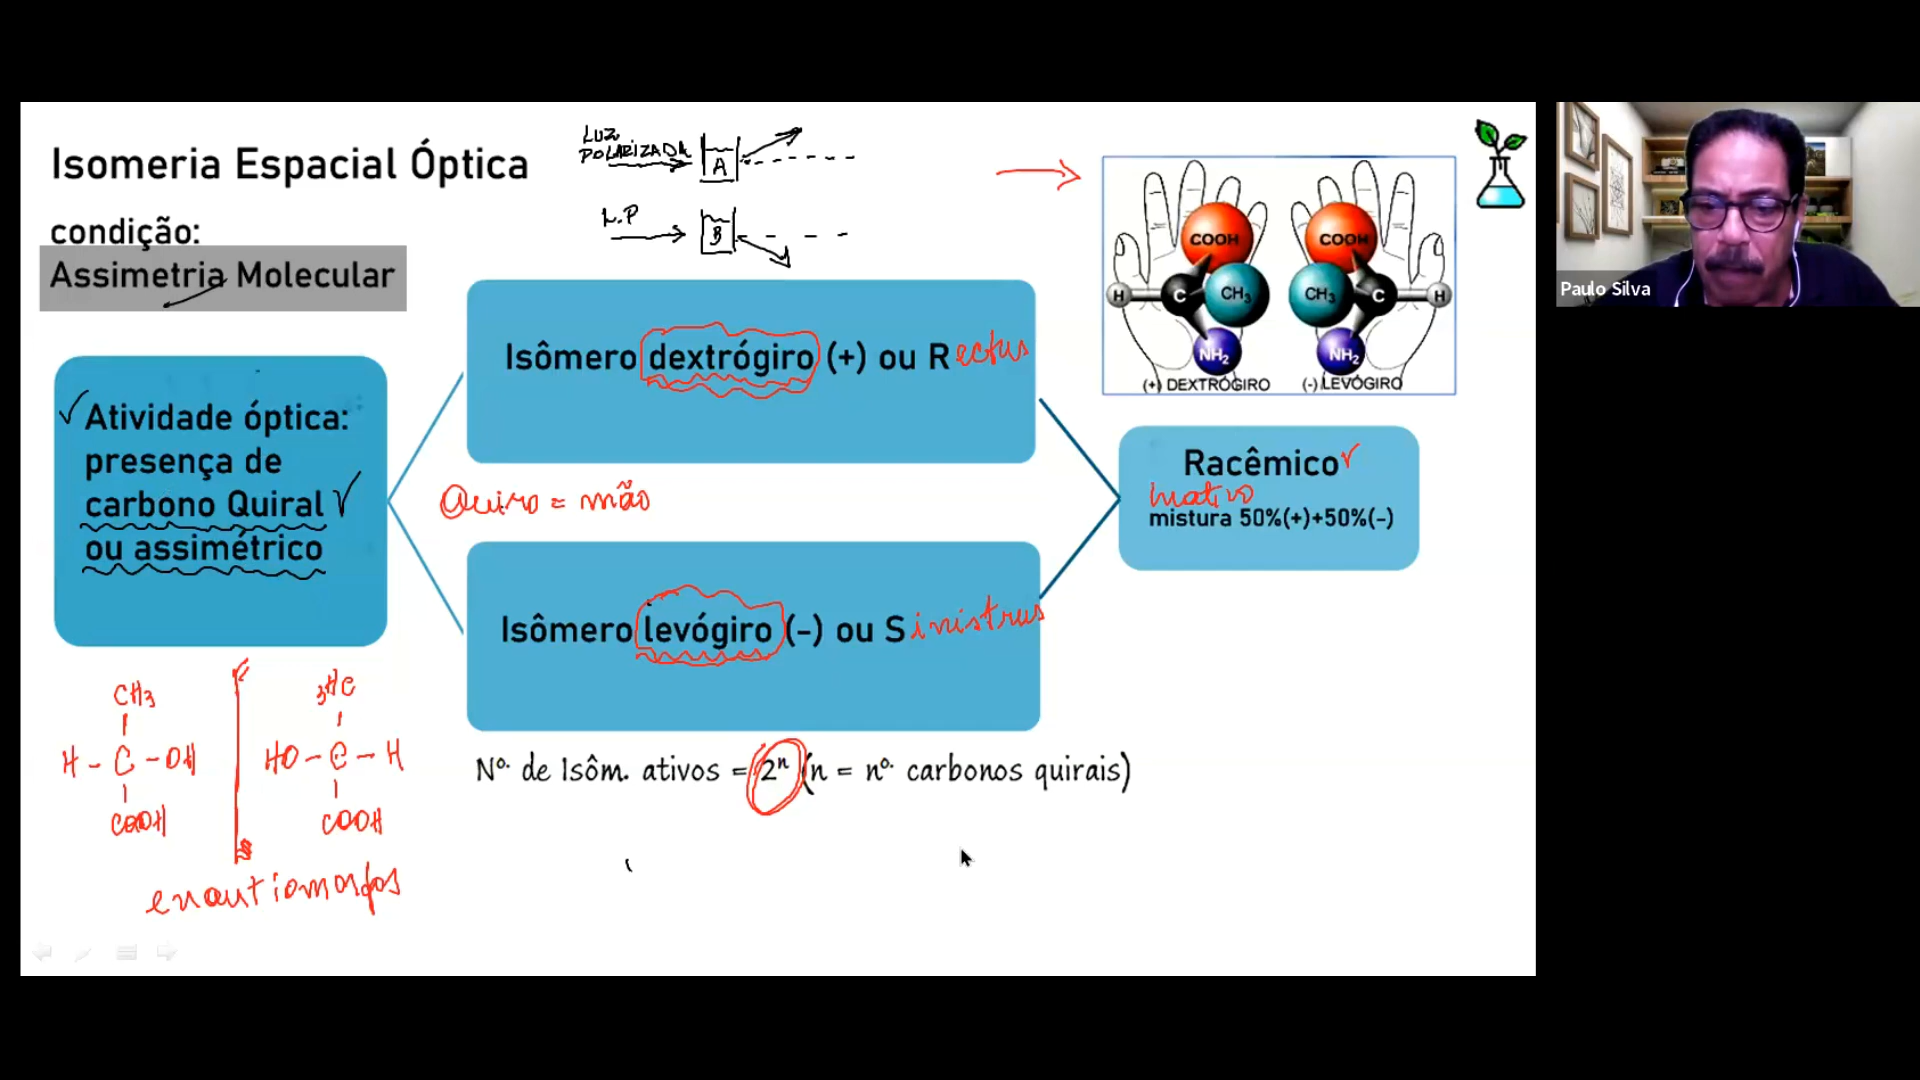 Isomeria Espacial Óptica
condição:
Assimetria Molecular
LUZ
POLARIZADA
A
L.P
B
COOH
H C CH3
NH2
(+) DEXTRÓGIRO
COOH
CH3 C H
NH2
(-) LEVÓGIRO
Paulo Silva
Atividade óptica:
presença de
carbono Quiral
ou assimétrico
Isômero dextrógiro (+) ou Rectus
Quiro = mão
Isômero levógiro (-) ou Sinistrus
Racêmico
Inativo
mistura 50%(+)+50%(-)
CH3
H - C - OH
COOH
3HC
HO - C - H
COOH
enantiomorfos
Nº. de Isôm. ativos = 2ⁿ (n = nº. carbonos quirais)